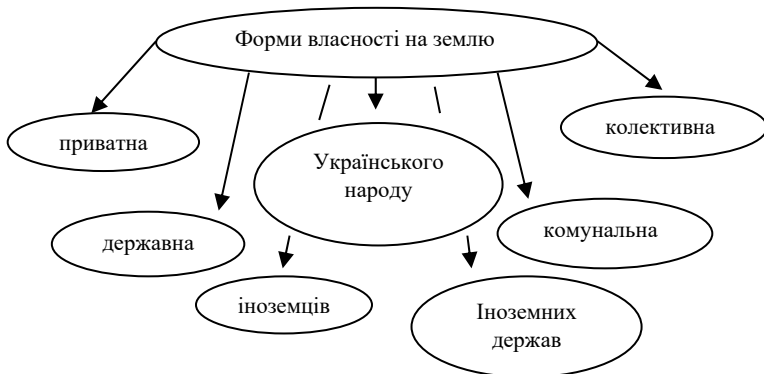 Форми власності на землю
приватна
колективна
Українського
народу
державна
комунальна
іноземців
Іноземних
держав